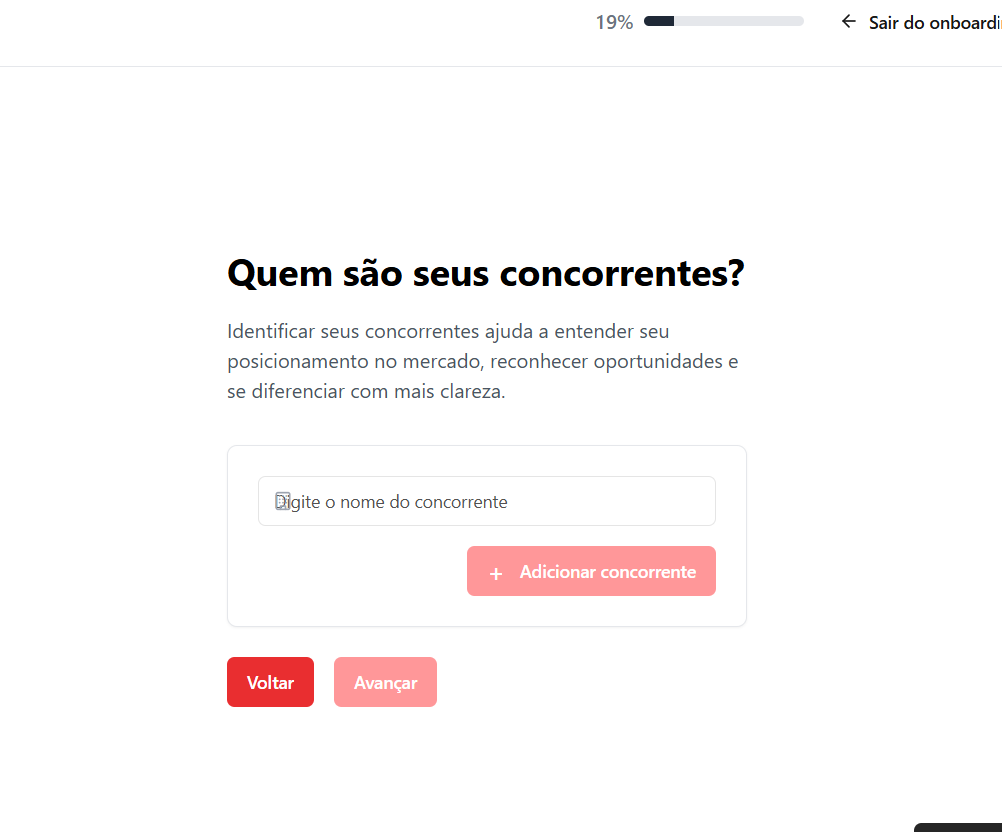 19%
Sair do onboardi
Quem são seus concorrentes?
Identificar seus concorrentes ajuda a entender seu
posicionamento no mercado, reconhecer oportunidades e
se diferenciar com mais clareza.
Digite o nome do concorrente
+ Adicionar concorrente
Voltar
Avançar